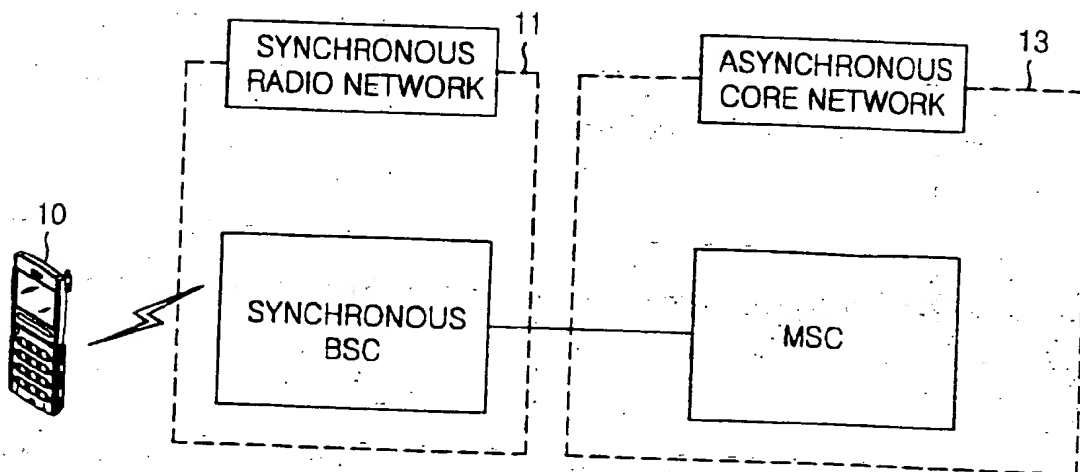 11
SYNCHRONOUS
RADIO NETWORK
13
ASYNCHRONOUS
CORE NETWORK
10
SYNCHRONOUS
BSC
MSC